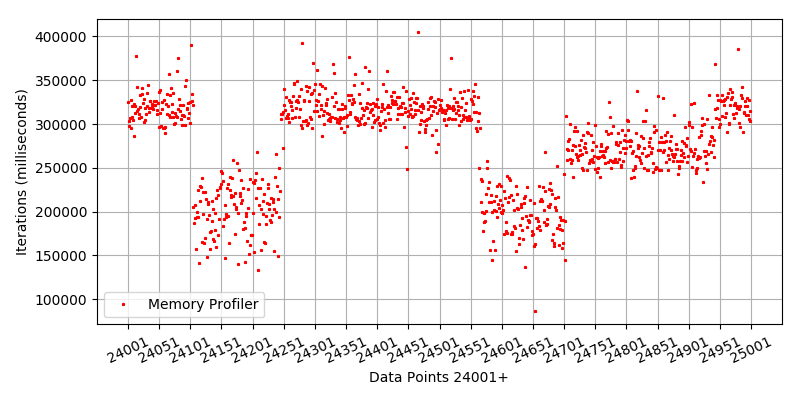 400000
350000
300000
250000
200000
150000
100000
Iterations (milliseconds)
Memory Profiler
24001 24051 24101 24151 24201 24251 24301 24351 24401 24451 24501 24551 24601 24651 24701 24751 24801 24851 24901 24951 25001
Data Points 24001+